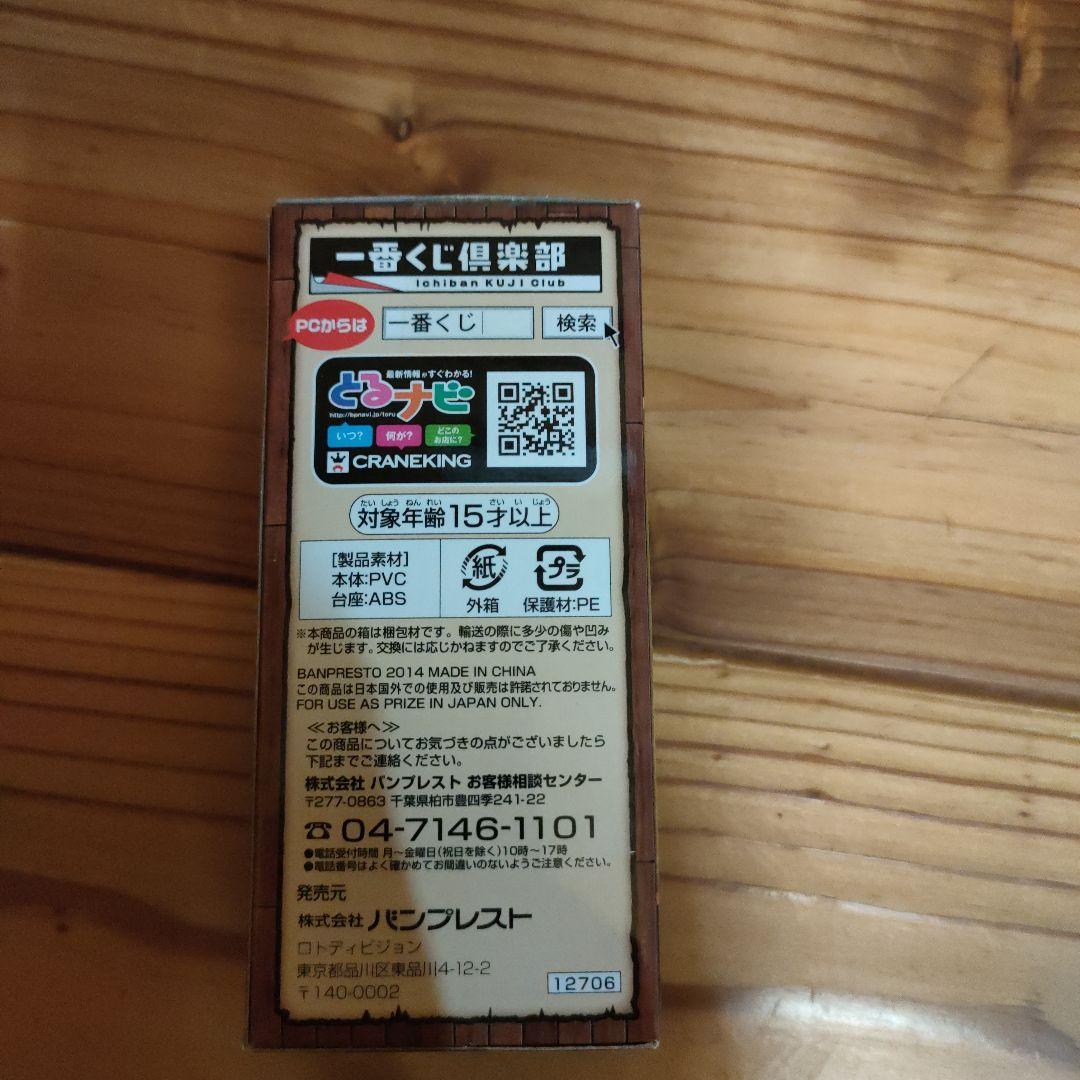 一番くじ倶楽部
Ichiban KUJI Club
PCからは 一番くじ 検索
最新情報がすぐわかる!
とるナビ
http://bpnavi.jp/toru
いつ? 何が? どこのお店に?
CRANEKING
たいしょうねんれい さいいじょう
対象年齢15才以上
[製品素材]
本体:PVC
台座:ABS
紙 プラ
外箱 保護材:PE
※本商品の箱は梱包材です。輸送の際に多少の傷や凹み
が生じます。交換には応じかねますのでご了承ください。
BANPRESTO 2014 MADE IN CHINA
この商品は日本国外での使用及び販売は許諾されておりません。
FOR USE AS PRIZE IN JAPAN ONLY.
≪お客様へ≫
この商品についてお気づきの点がございましたら
下記までご連絡ください。
株式会社 バンプレスト お客様相談センター
〒277-0863 千葉県柏市豊四季241-22
☎ 04-7146-1101
●電話受付時間 月〜金曜日(祝日を除く)10時〜17時
●電話番号はよく確かめてお間違いのないようご注意ください。
発売元
株式会社 バンプレスト
ロトディビジョン
東京都品川区東品川4-12-2
〒140-0002
12706